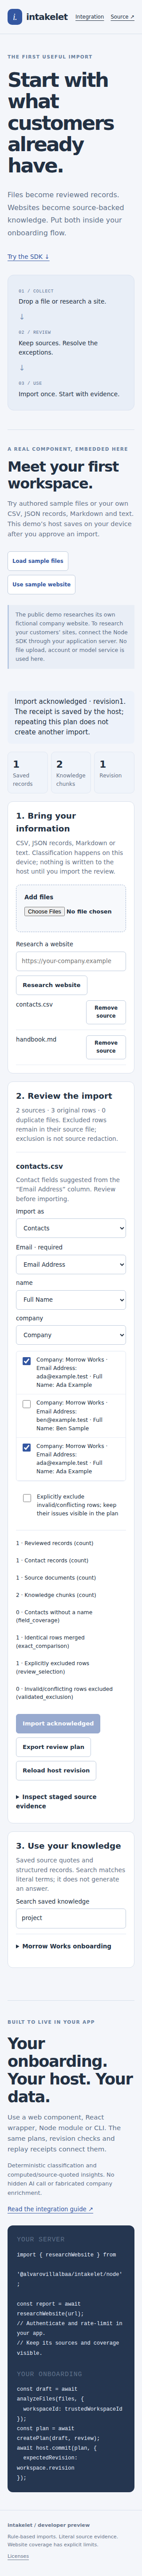 i intakelet Integration Source ↗
THE FIRST USEFUL IMPORT
Start with
what
customers
already
have.
Files become reviewed records.
Websites become source-backed
knowledge. Put both inside your
onboarding flow.
Try the SDK ↓
01 / COLLECT
Drop a file or research a site.
↓
02 / REVIEW
Keep sources. Resolve the
exceptions.
↓
03 / USE
Import once. Start with evidence.
A REAL COMPONENT, EMBEDDED HERE
Meet your first
workspace.
Try authored sample files or your own
CSV, JSON records, Markdown and text.
This demo's host saves on your device
after you approve an import.
Load sample files
Use sample website
The public demo researches its own
fictional company website. To research
your customers' sites, connect the Node
SDK through your application server. No
file upload, account or model service is
used here.
Import acknowledged · revision1.
The receipt is saved by the host;
repeating this plan does not
create another import.
1
Saved
records
2
Knowledge
chunks
1
Revision
1. Bring your
information
CSV, JSON records, Markdown or
text. Classification happens on this
device; nothing is written to the
host until you import the review.
Add files
Choose Files No file chosen
Research a website
https://your-company.example
Research website
contacts.csv
Remove
source
handbook.md
Remove
source
2. Review the import
2 sources · 3 original rows · 0
duplicate files. Excluded rows
remain in their source file;
exclusion is not source redaction.
contacts.csv
Contact fields suggested from the
"Email Address" column. Review
before importing.
Import as
Contacts
Email · required
Email Address
name
Full Name
company
Company
Company: Morrow Works ·
Email Address:
ada@example.test · Full
Name: Ada Example
Company: Morrow Works ·
Email Address:
ben@example.test · Full
Name: Ben Sample
Company: Morrow Works ·
Email Address:
ada@example.test · Full
Name: Ada Example
Explicitly exclude
invalid/conflicting rows; keep
their issues visible in the plan
1 · Reviewed records (count)
1 · Contact records (count)
1 · Source documents (count)
2 · Knowledge chunks (count)
0 · Contacts without a name
(field_coverage)
1 · Identical rows merged
(exact_comparison)
1 · Explicitly excluded rows
(review_selection)
0 · Invalid/conflicting rows excluded
(validated_exclusion)
Import acknowledged
Export review plan
Reload host revision
▶ Inspect staged source
evidence
3. Use your knowledge
Saved source quotes and
structured records. Search matches
literal terms; it does not generate
an answer.
Search saved knowledge
project
▶ Morrow Works onboarding
BUILT TO LIVE IN YOUR APP
Your
onboarding.
Your host. Your
data.
Use a web component, React
wrapper, Node module or CLI. The
same plans, revision checks and
replay receipts connect them.
Deterministic classification and
computed/source-quoted insights. No
hidden AI call or fabricated company
enrichment.
Read the integration guide ↗
YOUR SERVER
import { researchWebsite } from
'@alvarovillalbaa/intakelet/node'
;
const report = await
researchWebsite(url);
// Authenticate and rate-limit in
your app.
// Keep its sources and coverage
visible.
YOUR ONBOARDING
const draft = await
analyzeFiles(files, {
workspaceId: trustedWorkspaceId
});
const plan = await
createPlan(draft, review);
await host.commit(plan, {
expectedRevision:
workspace.revision
});
Intakelet / developer preview
Rule-based imports. Literal source evidence.
Website coverage has explicit limits.
Licenses